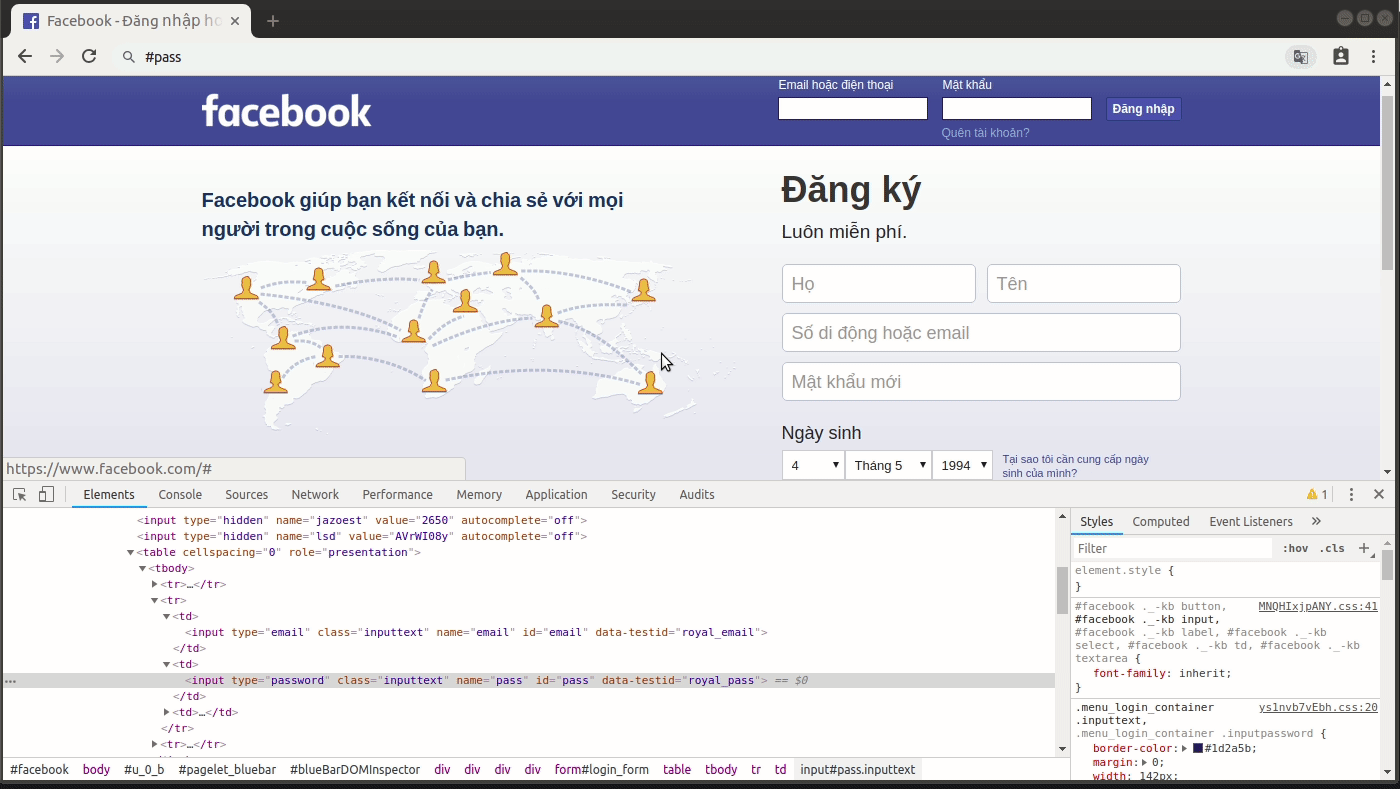 Facebook - Đăng nhập ho
#pass
facebook
Email hoặc điện thoại
Mật khẩu
Đăng nhập
Quên tài khoản?
Facebook giúp bạn kết nối và chia sẻ với mọi
người trong cuộc sống của bạn.
Đăng ký
Luôn miễn phí.
Họ
Tên
Số di động hoặc email
Mật khẩu mới
Ngày sinh
4
Tháng 5
1994
Tại sao tôi cần cung cấp ngày
sinh của mình?
https://www.facebook.com/#
Elements Console Sources Network Performance Memory Application Security Audits
1
<input type="hidden" name="jazoest" value="2650" autocomplete="off">
<input type="hidden" name="lsd" value="AVrWI08y" autocomplete="off">
<table cellspacing="0" role="presentation">
<tbody>
<tr>…</tr>
<tr>
<td>
<input type="email" class="inputtext" name="email" id="email" data-testid="royal_email">
</td>
<td>
<input type="password" class="inputtext" name="pass" id="pass" data-testid="royal_pass"> == $0
</td>
<td>…</td>
</tr>
<tr>…</tr>
#facebook body #u_0_b #pagelet_bluebar #blueBarDOMInspector div div div div form#login_form table tbody tr td input#pass.inputtext
Styles Computed Event Listeners »
Filter
:hov .cls +
element.style {
}
#facebook ._-kb button, MNQHIxjpANY.css:41
#facebook ._-kb input,
#facebook ._-kb label, #facebook ._-kb
select, #facebook ._-kb td, #facebook ._-kb
textarea {
font-family: inherit;
}
.menu_login_container ys1nvb7vEbh.css:20
.inputtext,
.menu_login_container .inputpassword {
border-color: #1d2a5b;
margin: 0;
width: 142px;